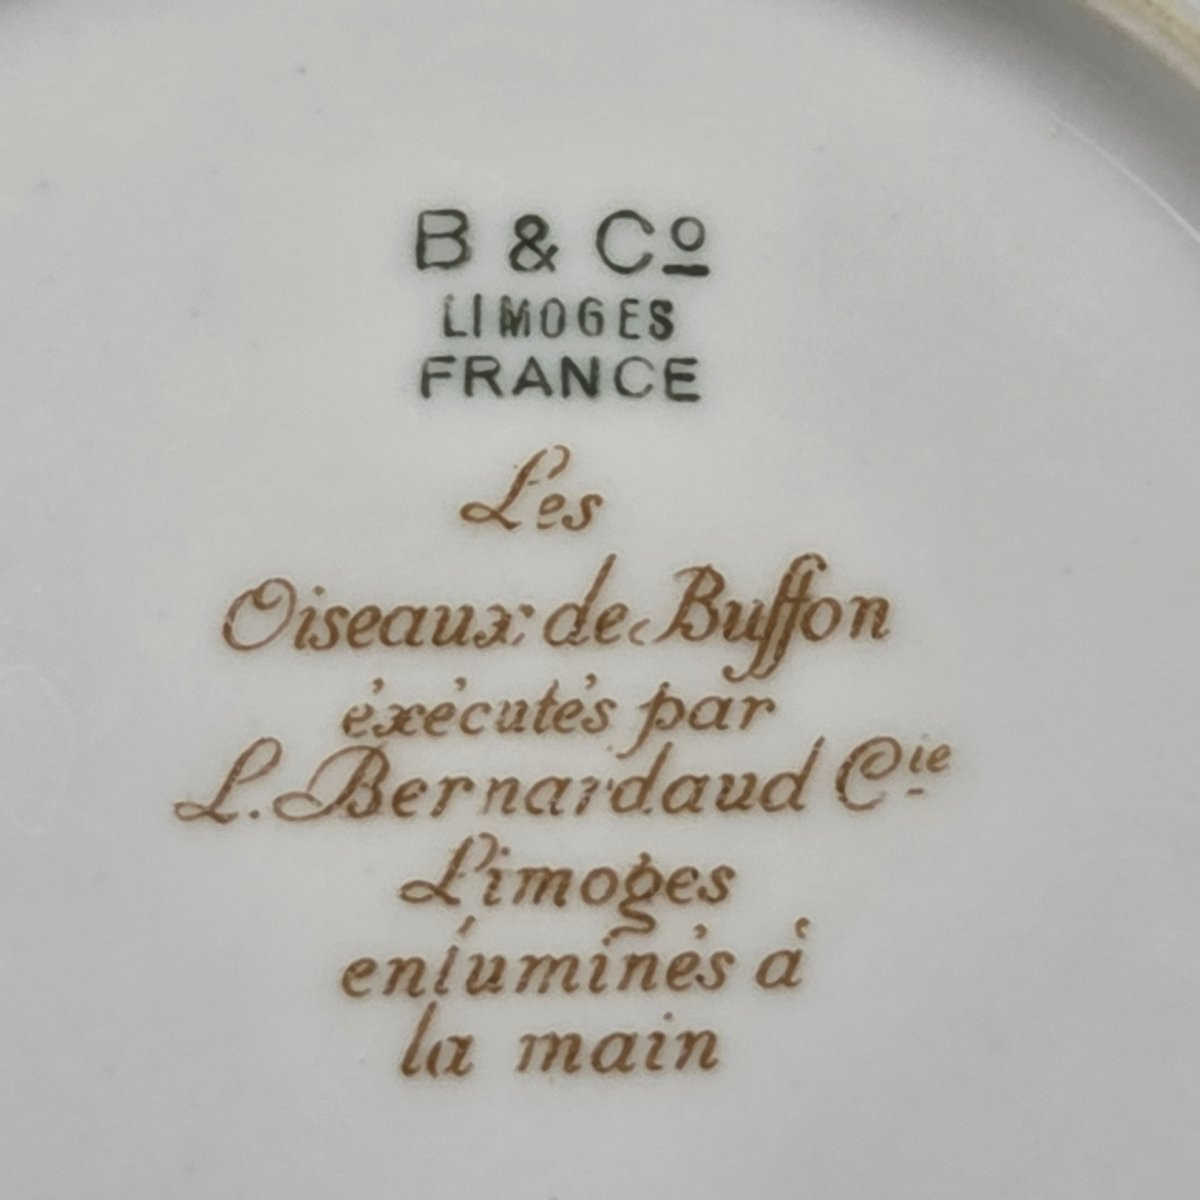 B & Cº
LIMOGES
FRANCE
Les
Oiseaux de Buffon
éxécutés par
L. Bernardaud Cie
Limoges
enluminés à
la main